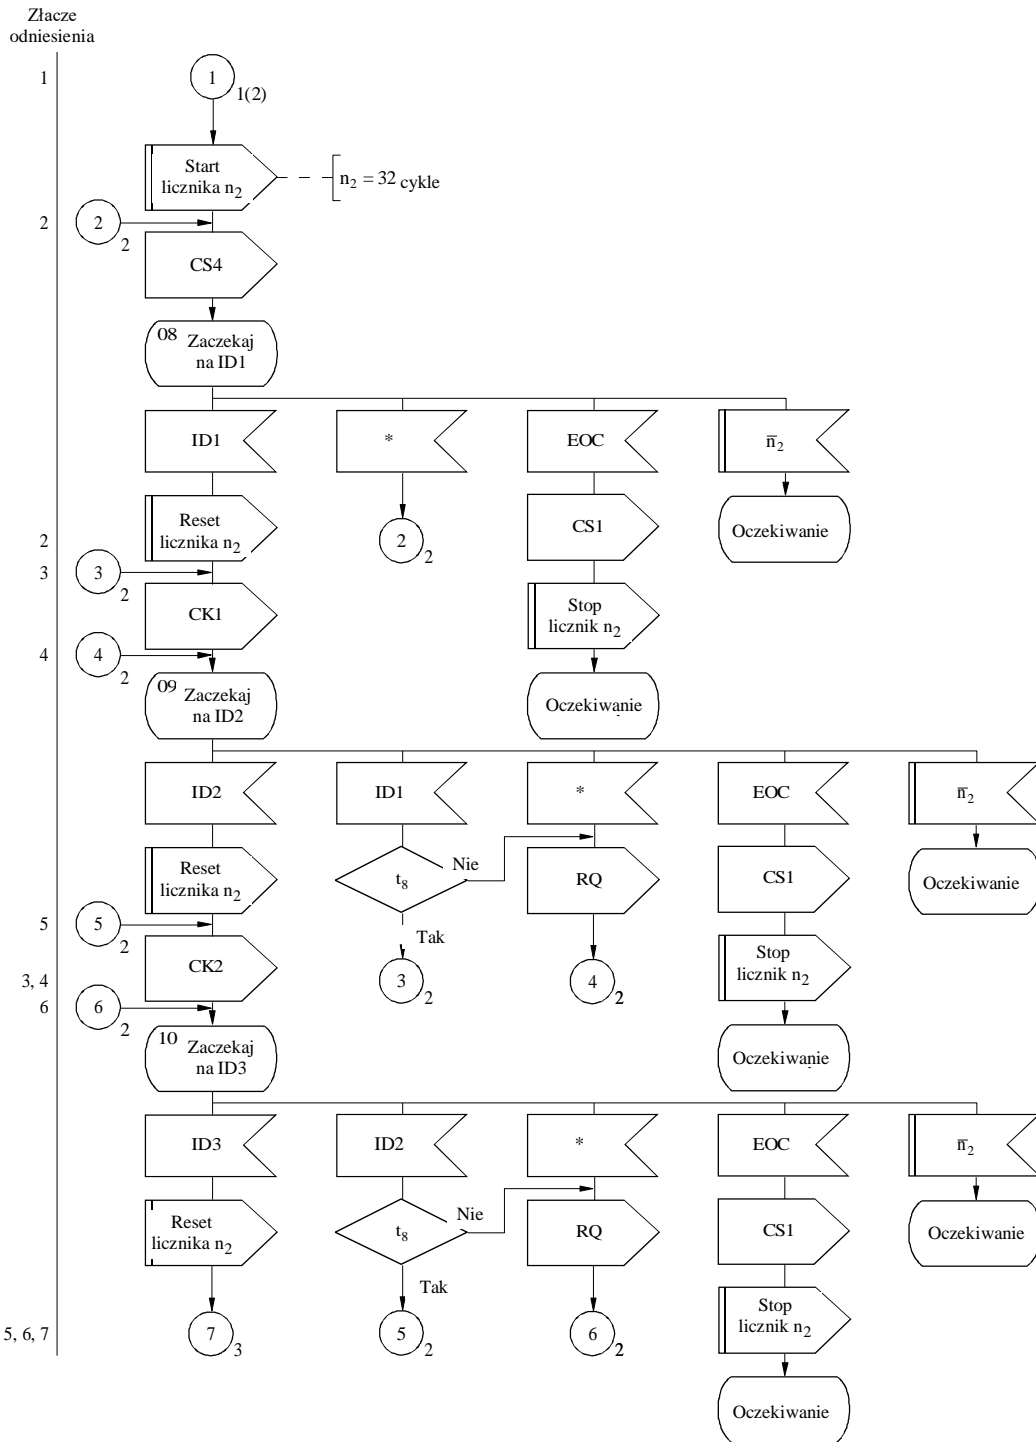 Złacze
odniesienia
1
1
1(2)
Start
licznika n₂
n₂ = 32 cykle
2
2
2
CS4
08 Zaczekaj
na ID1
ID1
*
EOC
n̅₂
Reset
licznika n₂
2
2
CS1
Oczekiwanie
2
3
3
2
CK1
Stop
licznik n₂
4
4
2
09 Zaczekaj
na ID2
Oczekiwanie
ID2
ID1
*
EOC
n̅₂
Reset
licznika n₂
t₈
Nie
RQ
CS1
Oczekiwanie
5
5
2
Tak
CK2
3
2
4
2
Stop
licznik n₂
3, 4
6
6
2
10 Zaczekaj
na ID3
Oczekiwanie
ID3
ID2
*
EOC
n̅₂
Reset
licznika n₂
t₈
Nie
RQ
CS1
Oczekiwanie
Tak
5, 6, 7
7
3
5
2
6
2
Stop
licznik n₂
Oczekiwanie